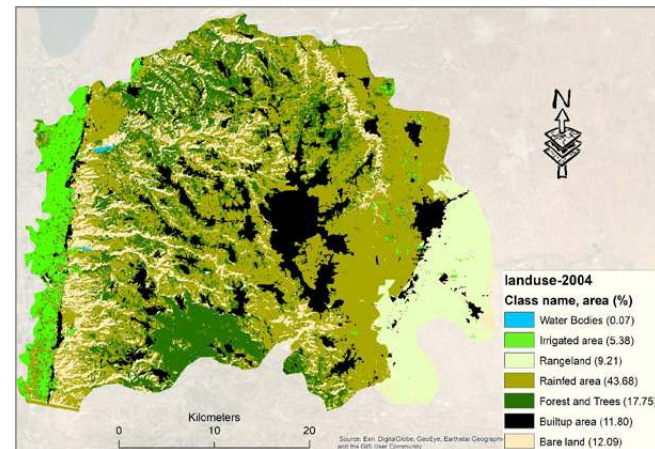 N
landuse-2004
Class name, area (%)
Water Bodies (0.07)
Irrigated area (5.38)
Rangeland (9.21)
Rainfed area (43.68)
Forest and Trees (17.75)
Builtup area (11.80)
Bare land (12.09)
Kilometers
0 10 20
Source: Esri, DigitalGlobe, GeoEye, Earthstar Geographi
and the GIS User Community